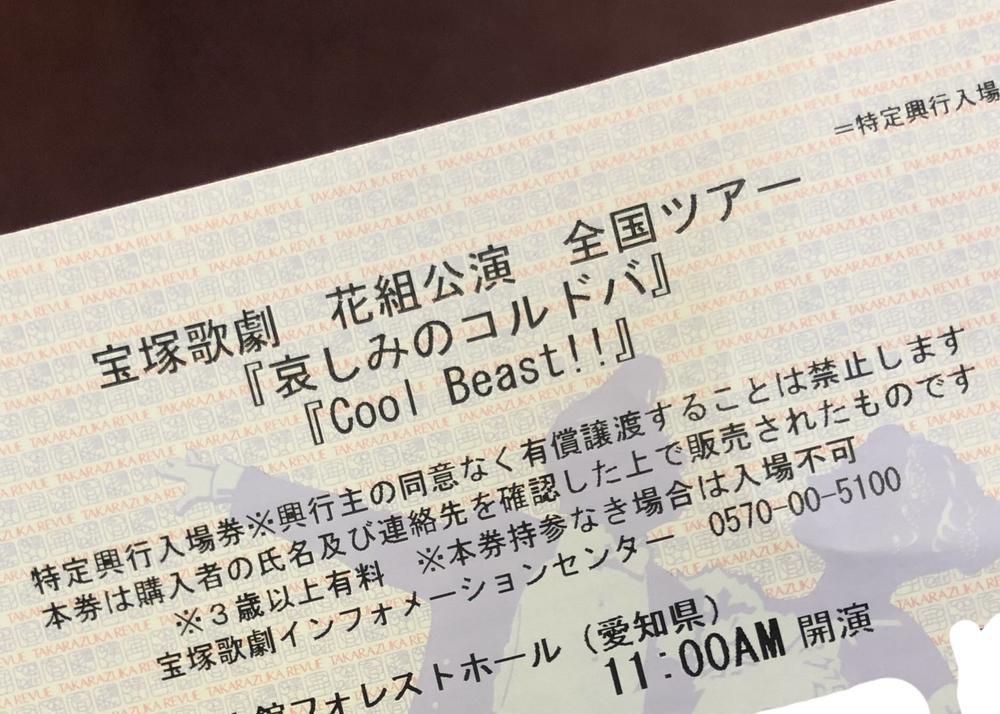 =特定興行入場
宝塚歌劇 花組公演 全国ツアー
『哀しみのコルドバ』
『Cool Beast!!』
特定興行入場券※興行主の同意なく有償譲渡することは禁止します
本券は購入者の氏名及び連絡先を確認した上で販売されたものです
※3歳以上有料 ※本券持参なき場合は入場不可
宝塚歌劇インフォメーションセンター 0570-00-5100
館フォレストホール (愛知県)
11:00AM 開演
TAKARAZUKA REVUE